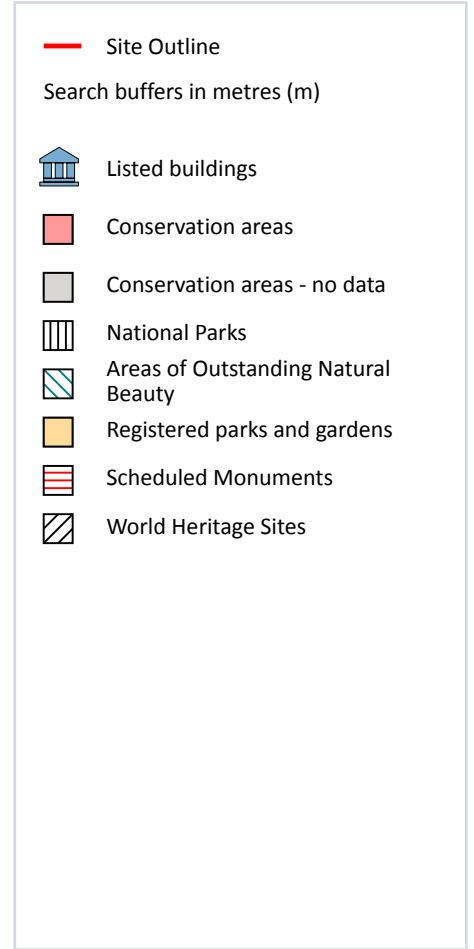 Site Outline
Search buffers in metres (m)
Listed buildings
Conservation areas
Conservation areas - no data
National Parks
Areas of Outstanding Natural
Beauty
Registered parks and gardens
Scheduled Monuments
World Heritage Sites